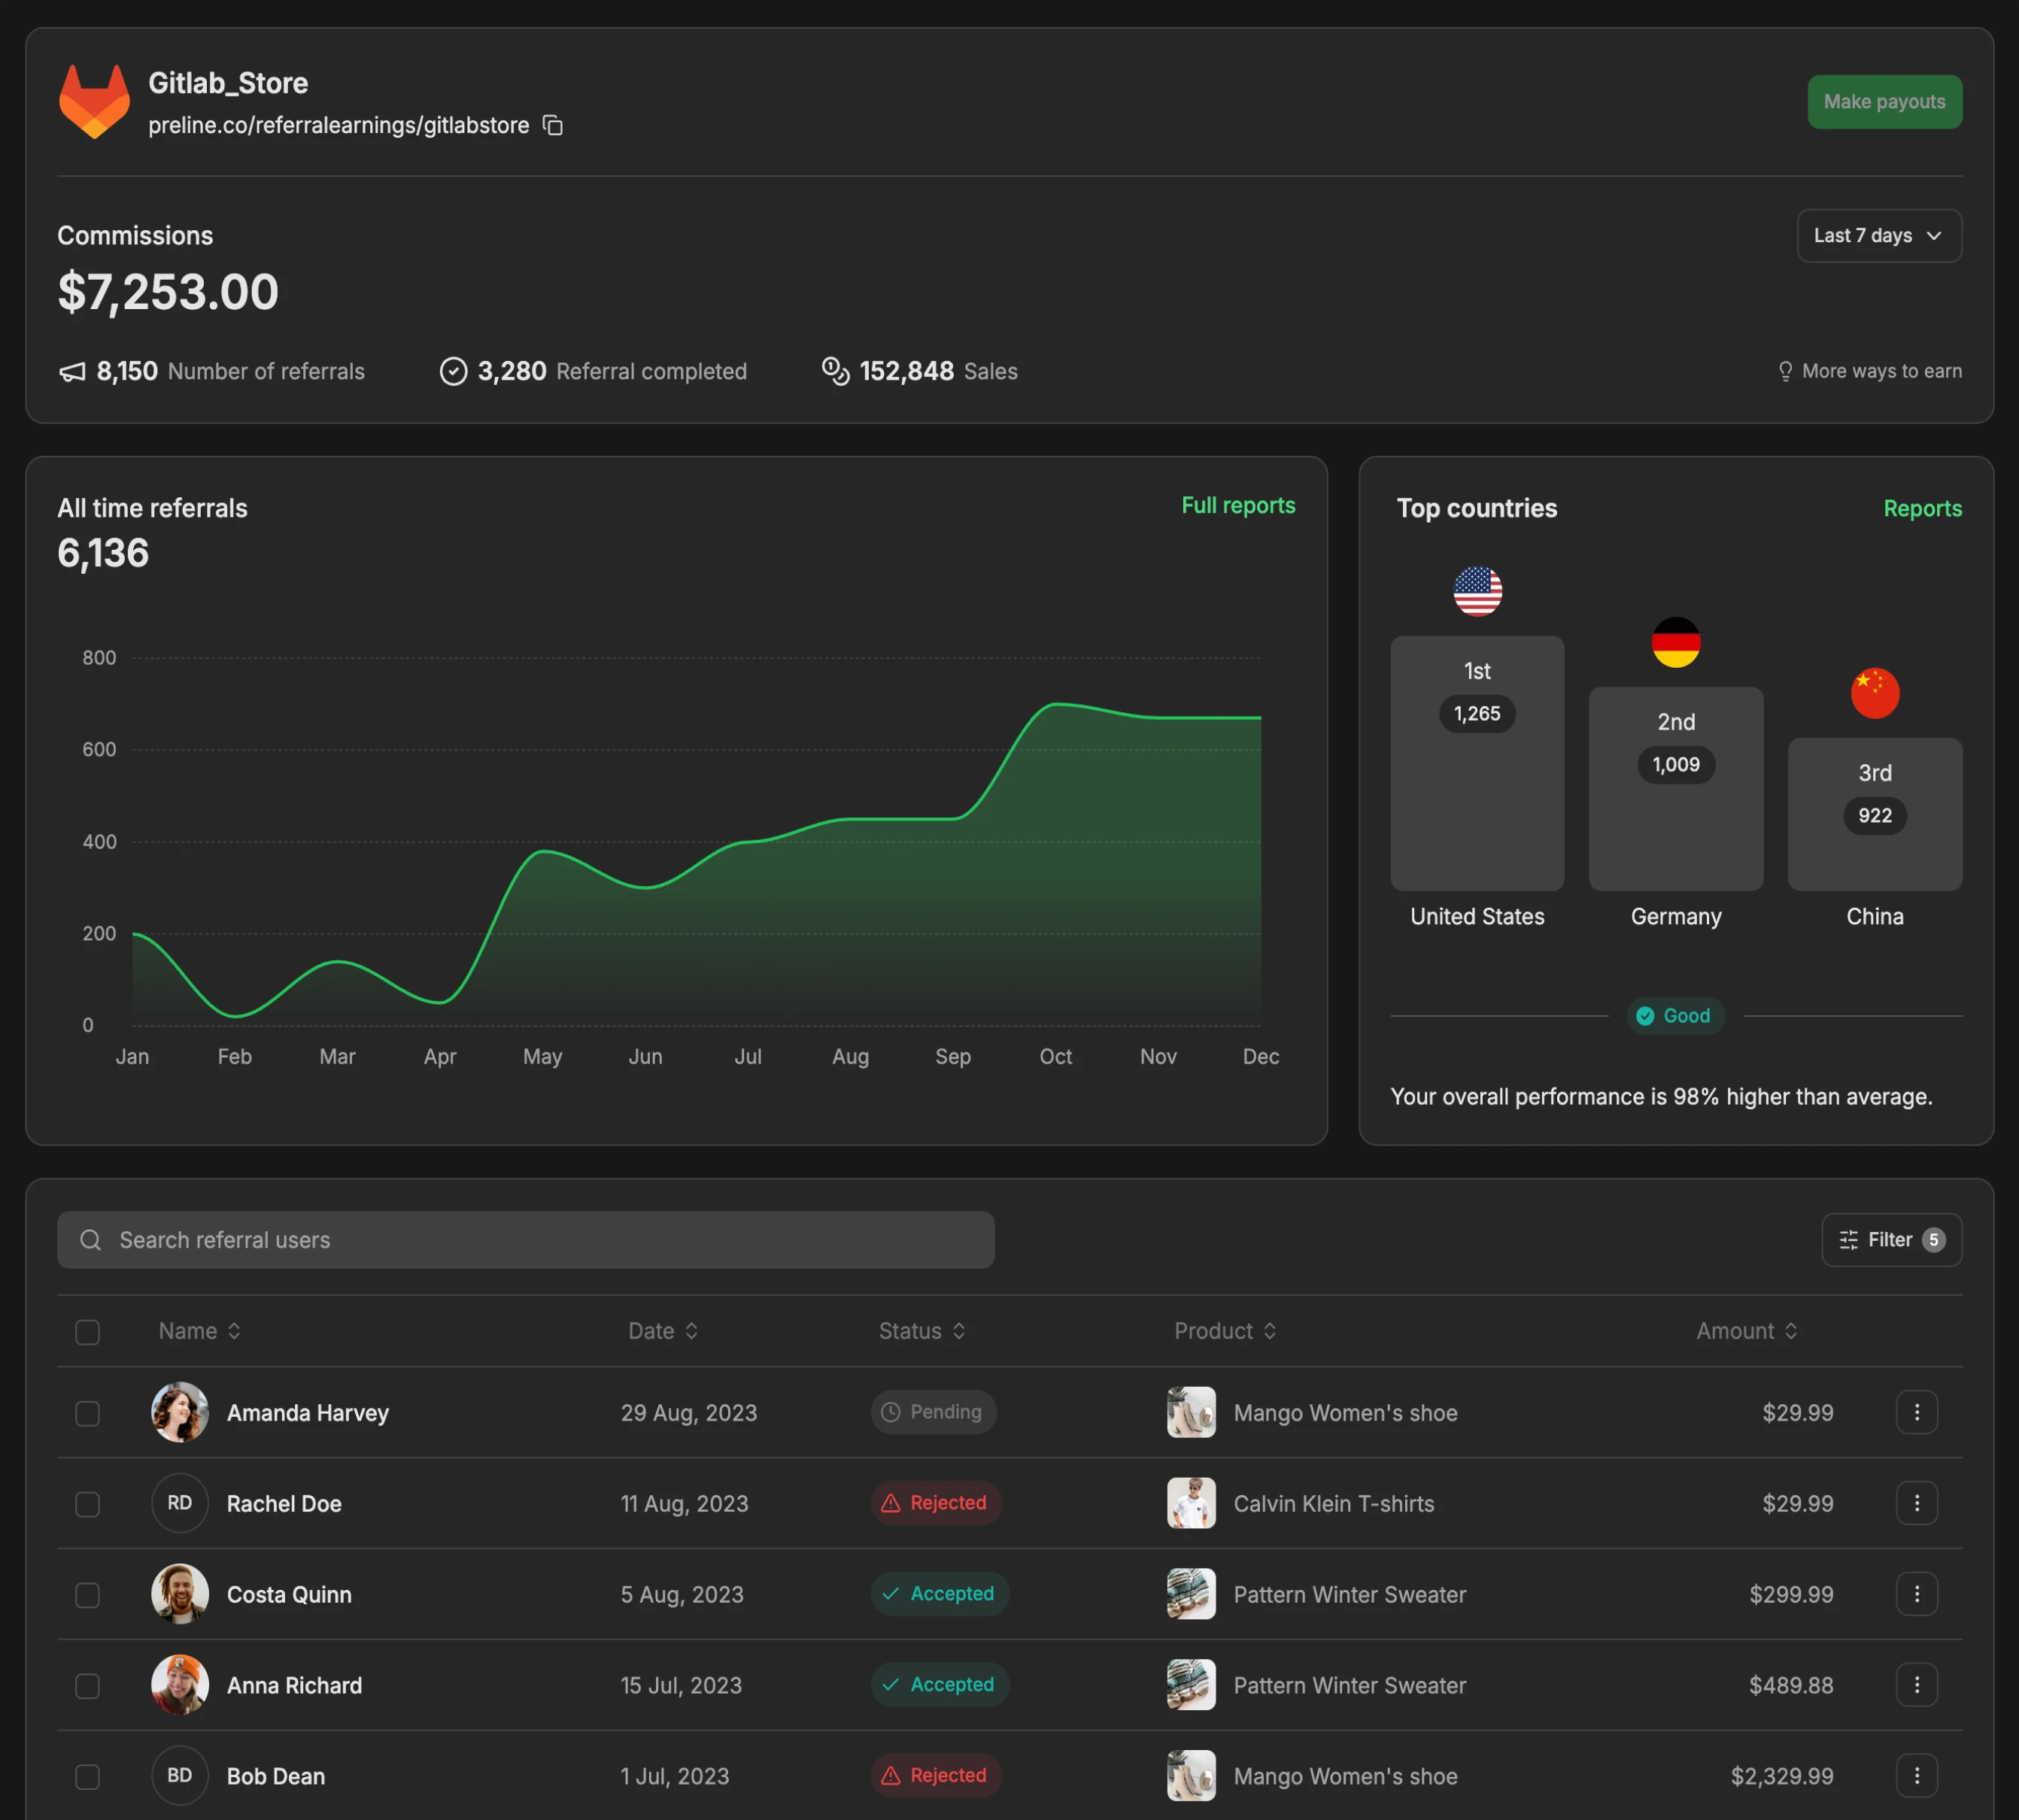 Gitlab_Store
preline.co/referralearnings/gitlabstore
Make payouts
Commissions
Last 7 days
$7,253.00
8,150 Number of referrals
3,280 Referral completed
152,848 Sales
More ways to earn
All time referrals
Full reports
6,136
800
600
400
200
0
Jan Feb Mar Apr May Jun Jul Aug Sep Oct Nov Dec
Top countries
Reports
1st
1,265
United States
2nd
1,009
Germany
3rd
922
China
Good
Your overall performance is 98% higher than average.
Search referral users
Filter 5
Name Date Status Product Amount
Amanda Harvey 29 Aug, 2023 Pending Mango Women's shoe $29.99
RD Rachel Doe 11 Aug, 2023 Rejected Calvin Klein T-shirts $29.99
Costa Quinn 5 Aug, 2023 Accepted Pattern Winter Sweater $299.99
Anna Richard 15 Jul, 2023 Accepted Pattern Winter Sweater $489.88
BD Bob Dean 1 Jul, 2023 Rejected Mango Women's shoe $2,329.99